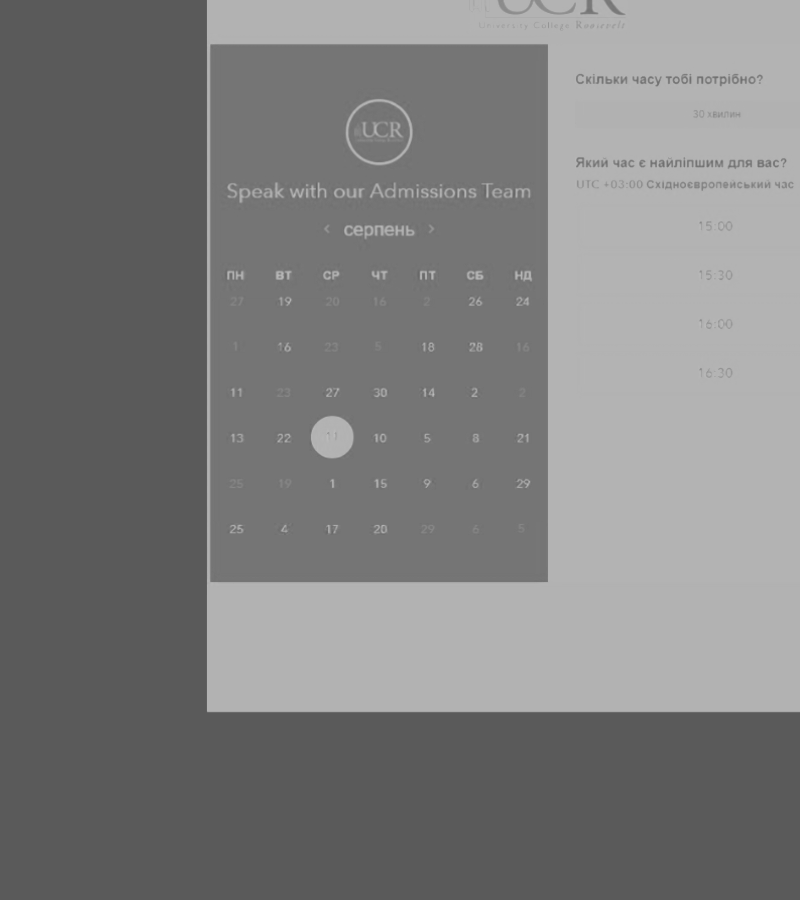 UCR
University College Roosevelt
UCR
Speak with our Admissions Team
‹ серпень ›
ПН ВТ СР ЧТ ПТ СБ НД
27 19 20 16 2 26 24
1 16 23 5 18 28 16
11 23 27 30 14 2 2
13 22 11 10 5 8 21
25 19 1 15 9 6 29
25 4 17 20 29 6 5
Скільки часу тобі потрібно?
30 хвилин
Який час є найліпшим для вас?
UTC +03:00 Східноєвропейський час
15:00
15:30
16:00
16:30